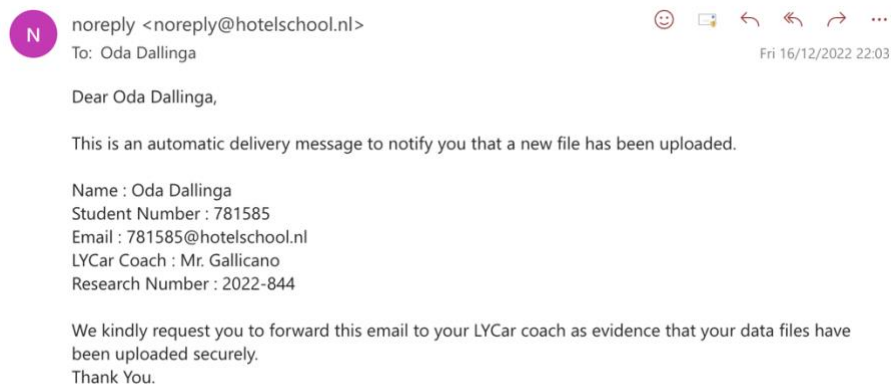 N
noreply <noreply@hotelschool.nl>
To: Oda Dallinga
Fri 16/12/2022 22:03
Dear Oda Dallinga,
This is an automatic delivery message to notify you that a new file has been uploaded.
Name : Oda Dallinga
Student Number : 781585
Email : 781585@hotelschool.nl
LYCar Coach : Mr. Gallicano
Research Number : 2022-844
We kindly request you to forward this email to your LYCar coach as evidence that your data files have
been uploaded securely.
Thank You.